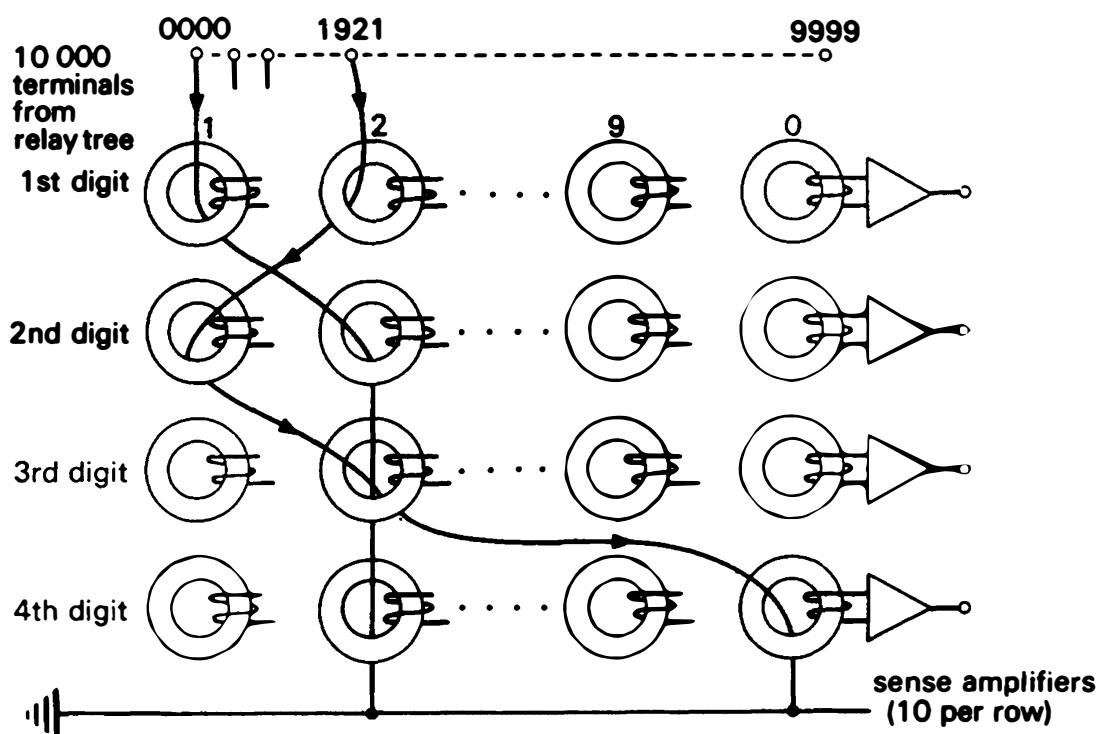 0000 1921 9999
10 000
terminals
from
relay tree
1 2 9 0
1st digit
2nd digit
3rd digit
4th digit
sense amplifiers
(10 per row)